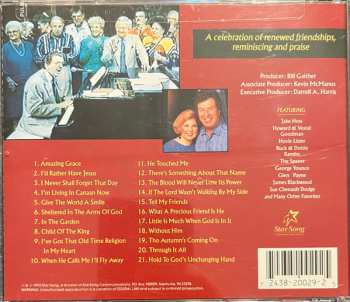 A celebration of renewed friendships,
reminiscing and praise
Producer: Bill Gaither
Associate Producer: Kevin McManus
Executive Producer: Darrell A. Harris
FEATURING:
Jake Hess
Howard & Vestal
Goodman
Hovie Lister
Buck & Dottie
Rambo
The Speers
George Younce
Glen Payne
James Blackwood
Sue Chenault Dodge
and Many Other Favorites
1. Amazing Grace
2. I'd Rather Have Jesus
3. I Never Shall Forget That Day
4. I'm Living In Canaan Now
5. Give The World A Smile
6. Sheltered In The Arms Of God
7. In The Garden
8. Child Of The King
9. I've Got That Old Time Religion
In My Heart
10. When He Calls Me I'll Fly Away
11. He Touched Me
12. There's Something About That Name
13. The Blood Will Never Lose Its Power
14. If The Lord Wasn't Walking By My Side
15. Tell My Friends
16. What A Precious Friend Is He
17. Little Is Much When God Is In It
18. Without Him
19. The Autumn's Coming On
20. Through It All
21. Hold To God's Unchanging Hand
Star Song
2438-20029-2